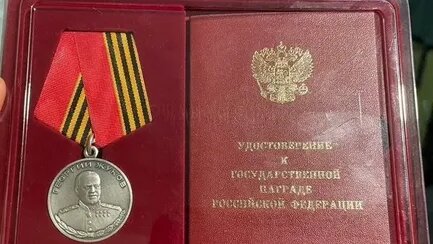 ГЕОРГИЙ ЖУКОВ
УДОСТОВЕРЕНИЕ
К
ГОСУДАРСТВЕННОЙ
НАГРАДЕ
РОССИЙСКОЙ ФЕДЕРАЦИИ